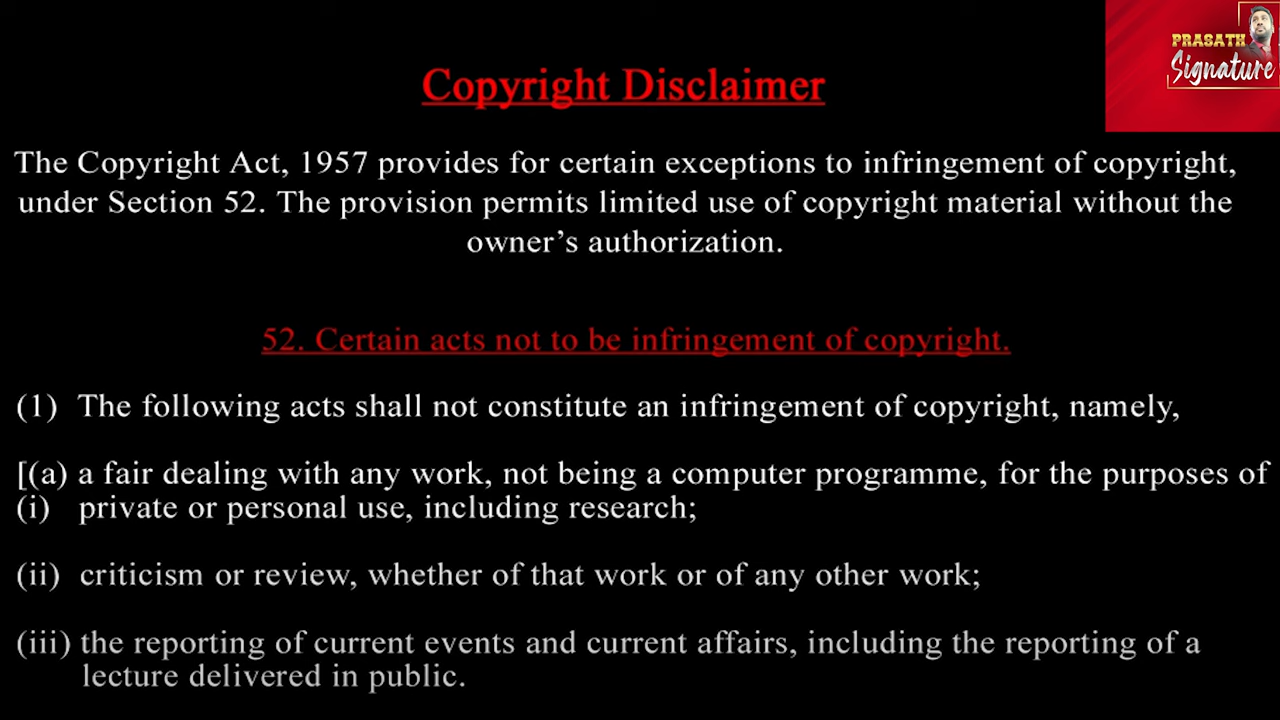 PRASATH
Signature
Copyright Disclaimer
The Copyright Act, 1957 provides for certain exceptions to infringement of copyright,
under Section 52. The provision permits limited use of copyright material without the
owner’s authorization.
52. Certain acts not to be infringement of copyright.
(1) The following acts shall not constitute an infringement of copyright, namely,
[(a) a fair dealing with any work, not being a computer programme, for the purposes of
(i) private or personal use, including research;
(ii) criticism or review, whether of that work or of any other work;
(iii) the reporting of current events and current affairs, including the reporting of a
lecture delivered in public.